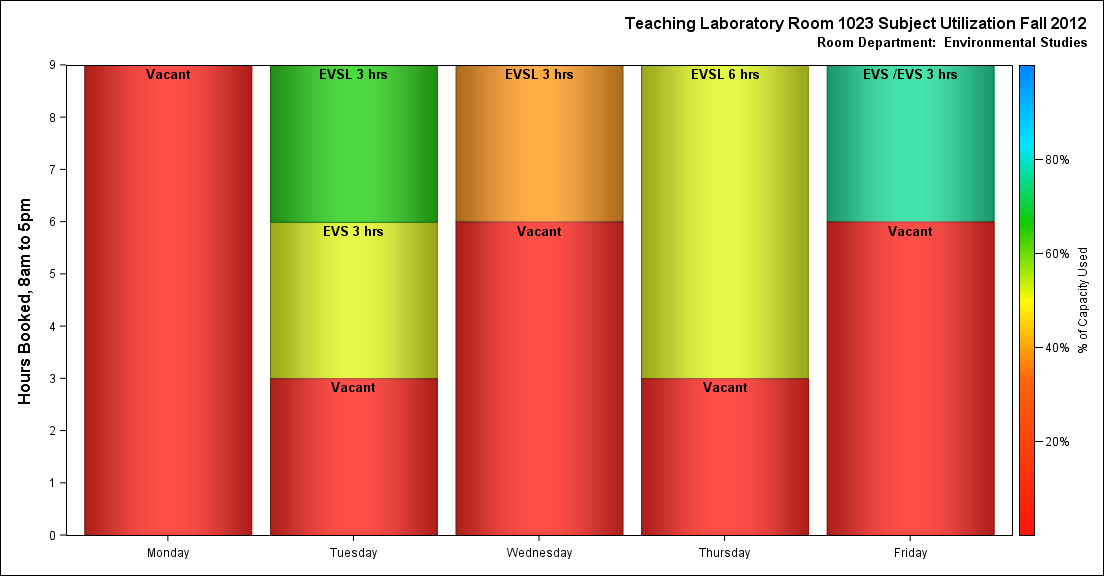 Teaching Laboratory Room 1023 Subject Utilization Fall 2012
Room Department: Environmental Studies
Hours Booked, 8am to 5pm
9
8
7
6
5
4
3
2
1
0
Vacant
EVSL 3 hrs
EVS 3 hrs
Vacant
EVSL 3 hrs
Vacant
EVSL 6 hrs
Vacant
EVS /EVS 3 hrs
Vacant
Monday
Tuesday
Wednesday
Thursday
Friday
80%
60%
40%
20%
% of Capacity Used